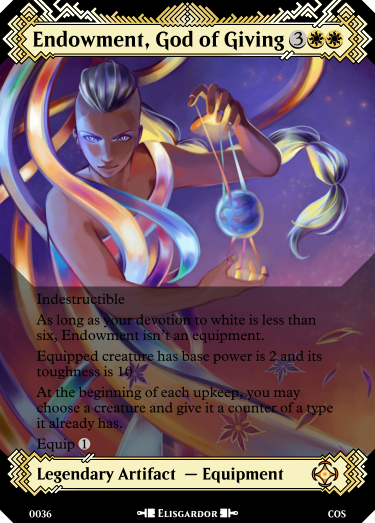 Endowment, God of Giving 3
Indestructible
As long as your devotion to white is less than
six, Endowment isn't an equipment.
Equipped creature has base power is 2 and its
toughness is 10
At the beginning of each upkeep, you may
choose a creature and give it a counter of a type
it already has.
Equip 1
Legendary Artifact — Equipment
0036 Elisgardor COS